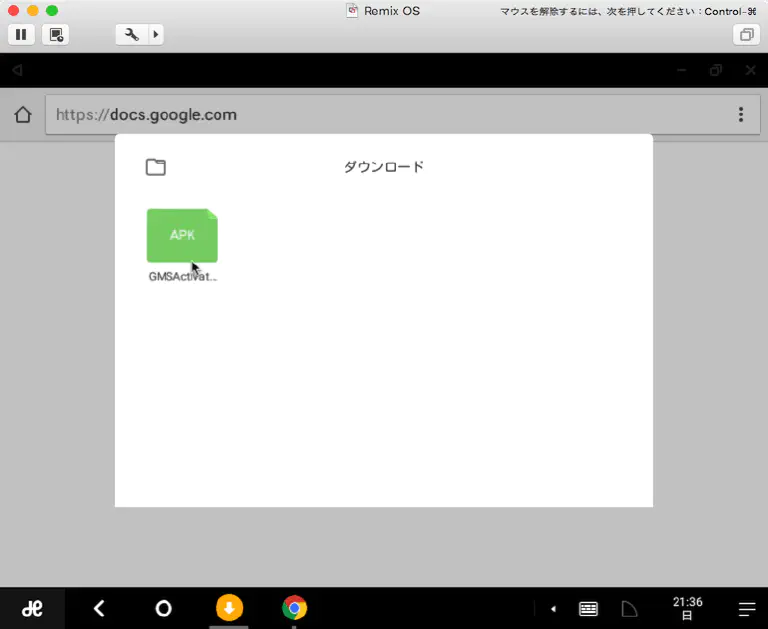 Remix OS
マウスを解除するには、次を押してください：Control-⌘
https://docs.google.com
ダウンロード
APK
GMSActivat...
21:36
日